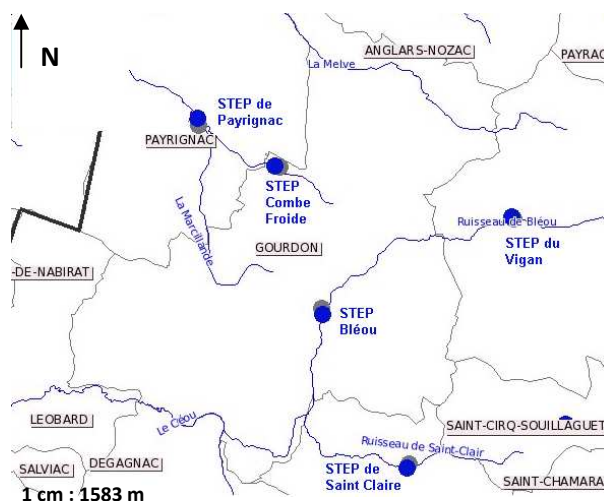 N
ANGLARS-NOZAC
PAYRAC
La Melve
STEP de
Payrignac
PAYRIGNAC
STEP
Combe
Froide
La Marcillande
Ruisseau de Bléou
STEP du
Vigan
GOURDON
-DE-NABIRAT
STEP
Bléou
LEOBARD
Le Céou
SAINT-CIRQ-SOUILLAGUET
Ruisseau de Saint-Clair
DEGAGNAC
SALVIAC
STEP de
Saint Claire
SAINT-CHAMARA
1 cm : 1583 m